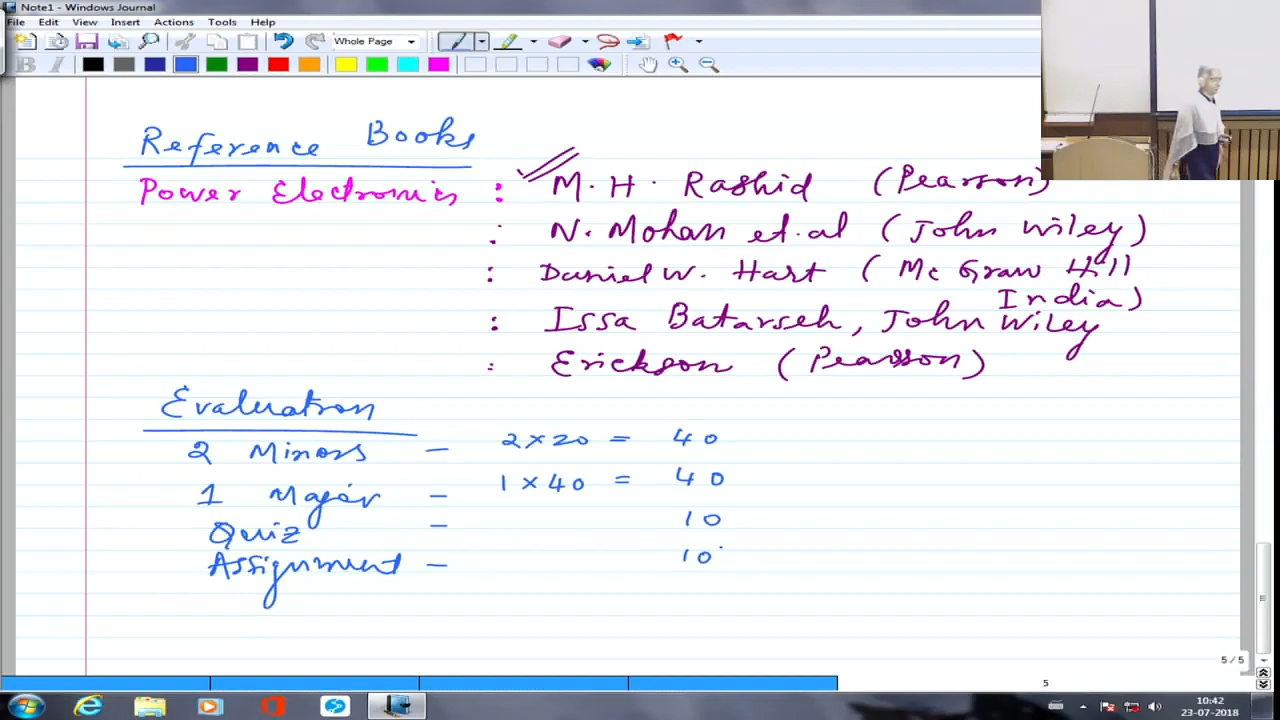 Note1 - Windows Journal
File Edit View Insert Actions Tools Help
Whole Page
B I
Reference Books
Power Electronics : M. H. Rashid (Pearson)
: N. Mohan et. al (John Wiley)
: Daniel W. Hart (Mc Graw Hill
India)
: Issa Batarseh, John Wiley
: Erickson (Pearson)
Evaluation
2 Minors - 2 x 20 = 40
1 Major - 1 x 40 = 40
Quiz - 10
Assignment - 10
5 / 5
5
10:42
23-07-2018